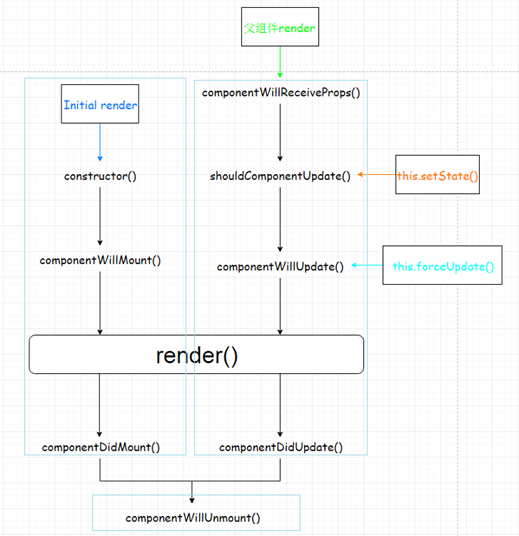 父组件render
componentWillReceiveProps()
Initial render
constructor()
shouldComponentUpdate()
this.setState()
componentWillMount()
componentWillUpdate()
this.forceUpdate()
render()
componentDidMount()
componentDidUpdate()
componentWillUnmount()